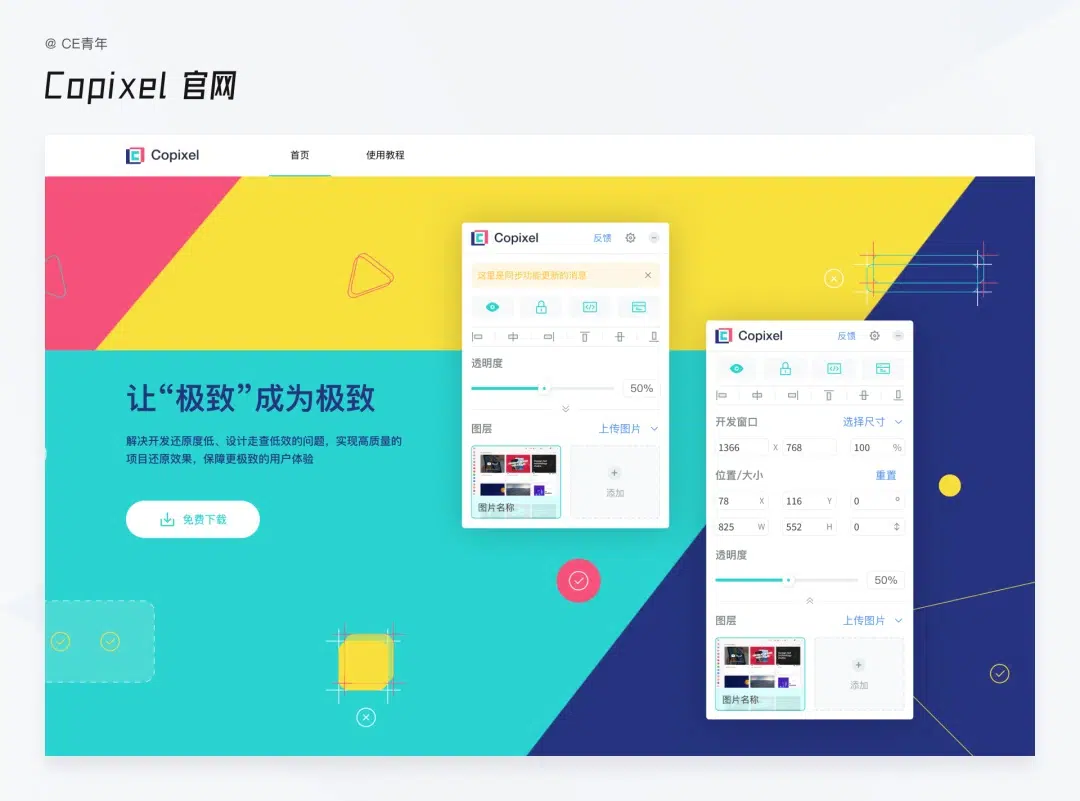 @ CE青年
Copixel 官网
Copixel 首页 使用教程
Copixel 反馈
这里是同步功能更新的消息
透明度
50%
图层 上传图片
图片名称
+
添加
Copixel 反馈
开发窗口 选择尺寸
1366 X 768 100 %
位置/大小 重置
78 X 116 Y 0 °
825 W 552 H 0
透明度
50%
图层 上传图片
图片名称
+
添加
让“极致”成为极致
解决开发还原度低、设计走查低效的问题，实现高质量的
项目还原效果，保障更极致的用户体验
免费下载